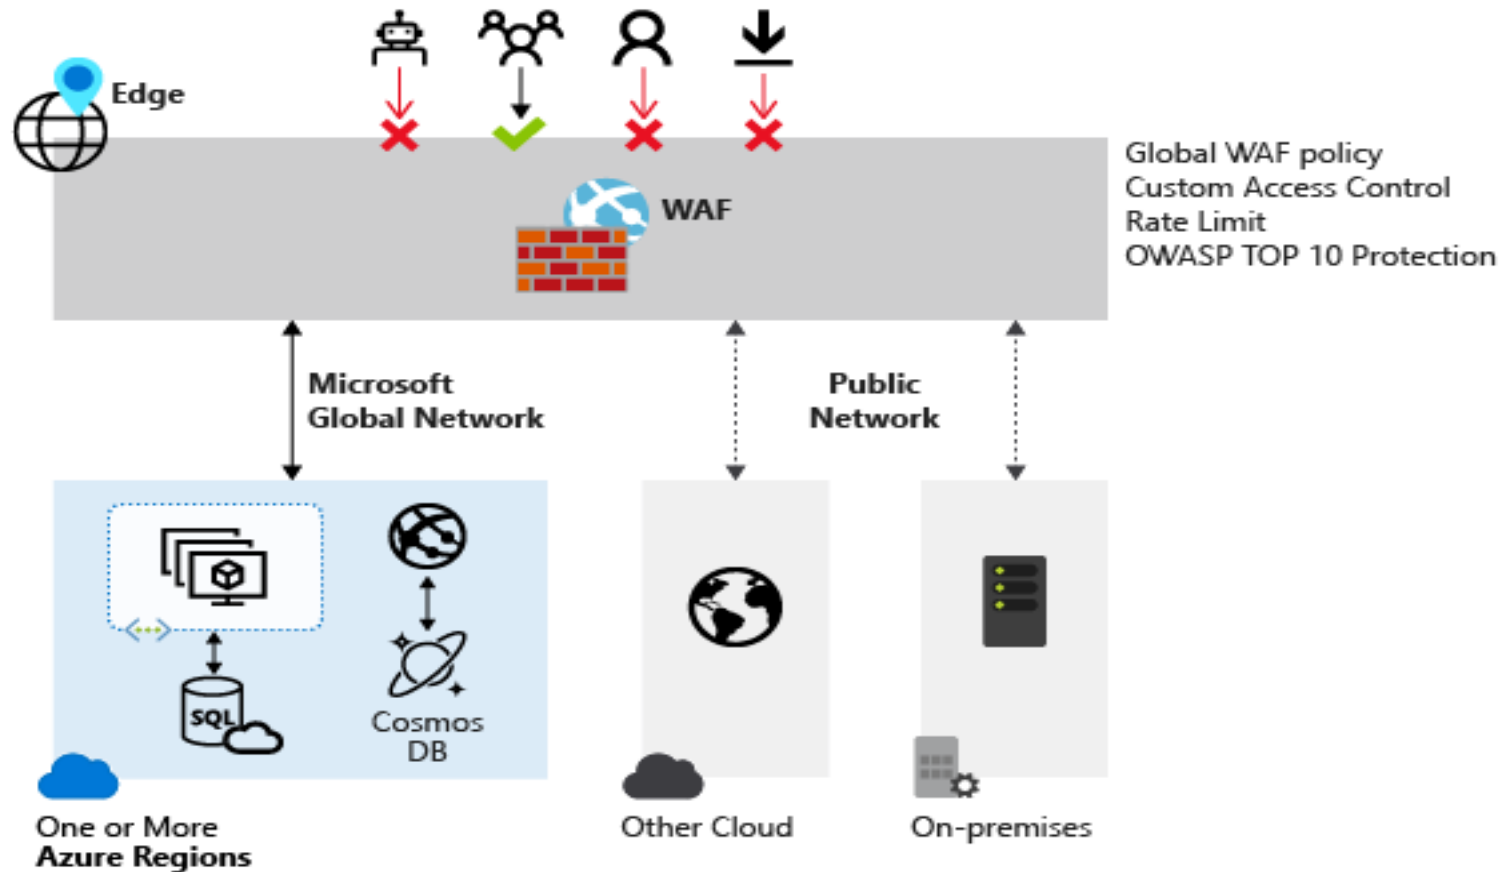 Edge
WAF
Global WAF policy
Custom Access Control
Rate Limit
OWASP TOP 10 Protection
Microsoft
Global Network
Public
Network
SQL
Cosmos
DB
One or More
Azure Regions
Other Cloud
On-premises